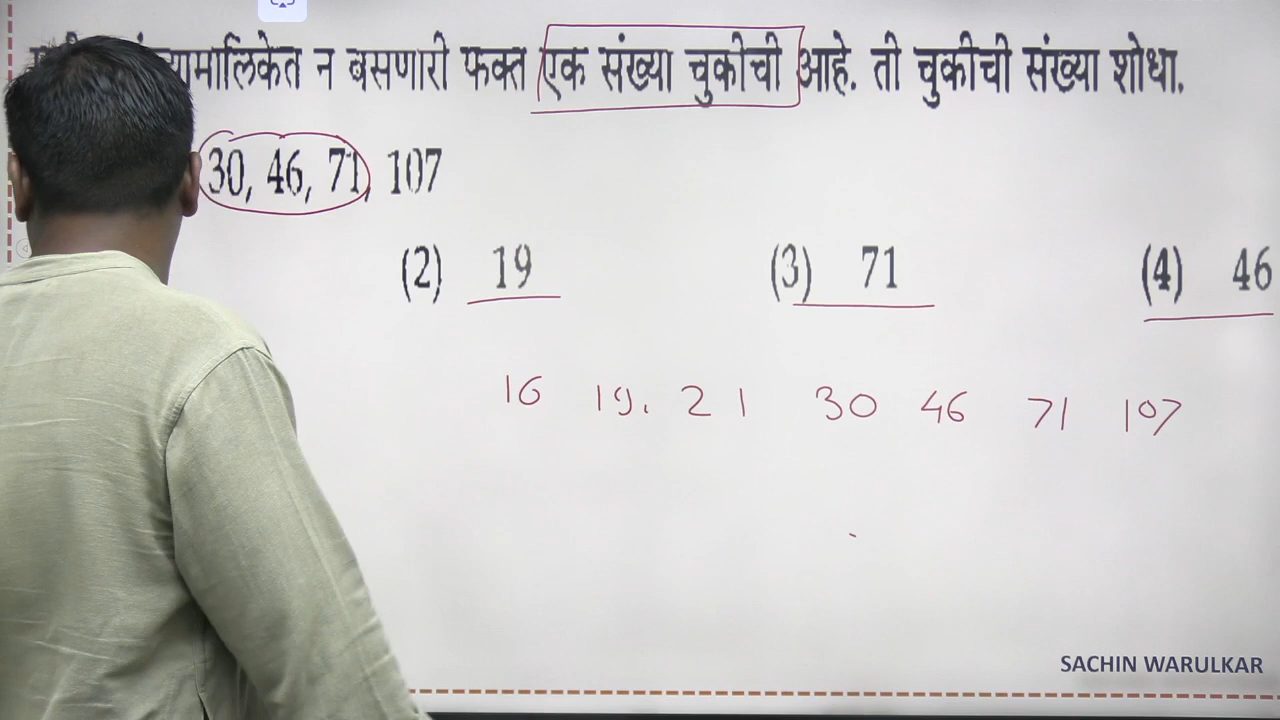 न बसणारी फक्त एक संख्या चुकीची आहे. ती चुकीची संख्या शोधा.
30, 46, 71, 107
(2) 19 (3) 71 (4) 46
16 19. 21 30 46 71 107
SACHIN WARULKAR